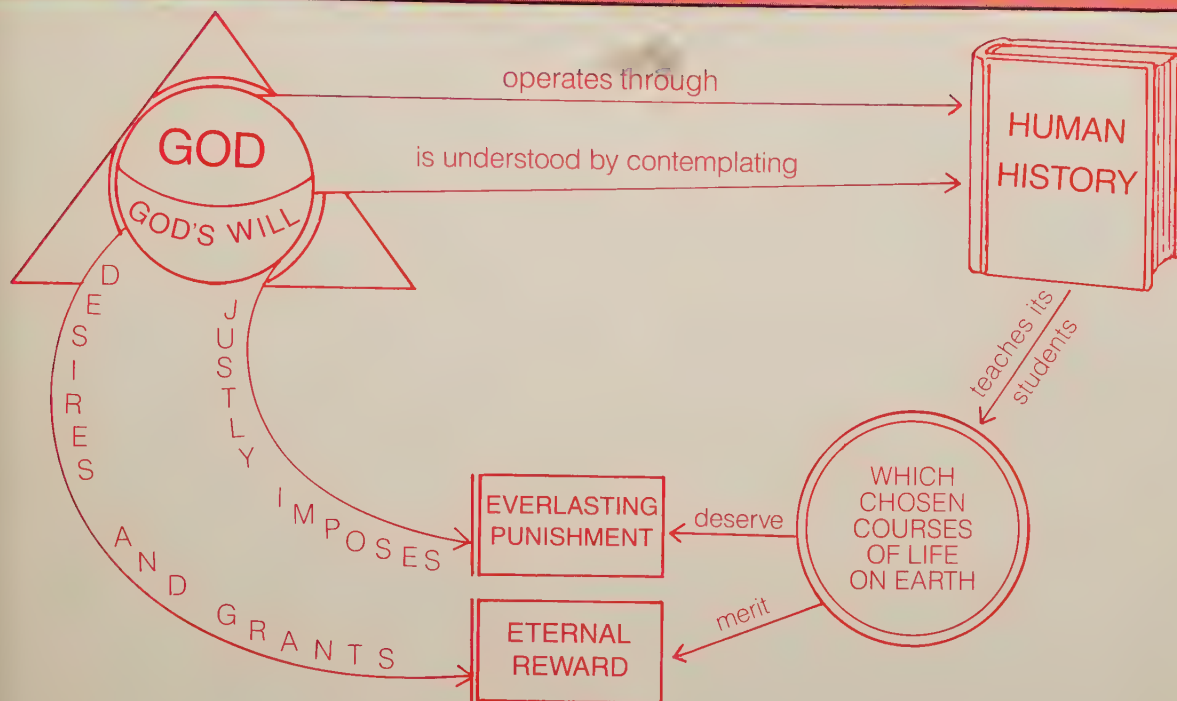 operates through
GOD
GOD'S WILL
is understood by contemplating
HUMAN
HISTORY
teaches its
students
DESIRES AND GRANTS
JUSTLY IMPOSES
WHICH
CHOSEN
COURSES
OF LIFE
ON EARTH
EVERLASTING
PUNISHMENT
deserve
merit
ETERNAL
REWARD